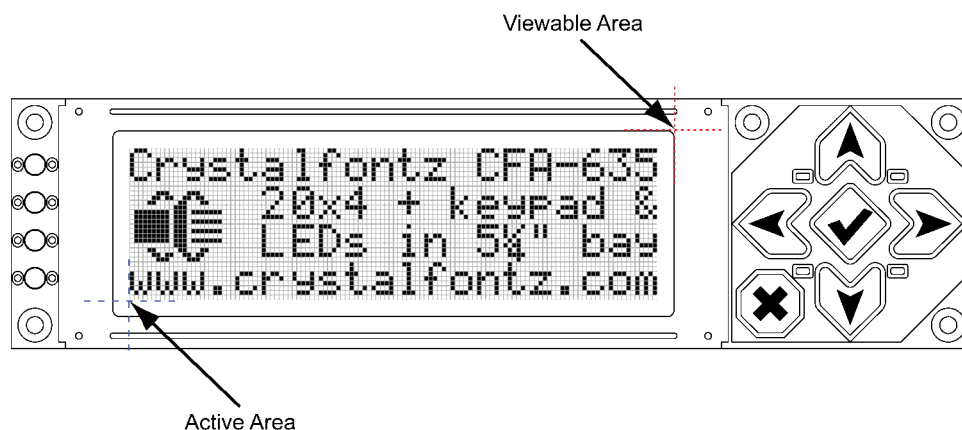 Viewable Area
Crystalfontz CFA-635
20x4 + keypad &
LEDs in 5¼" bay
www.crystalfontz.com
Active Area